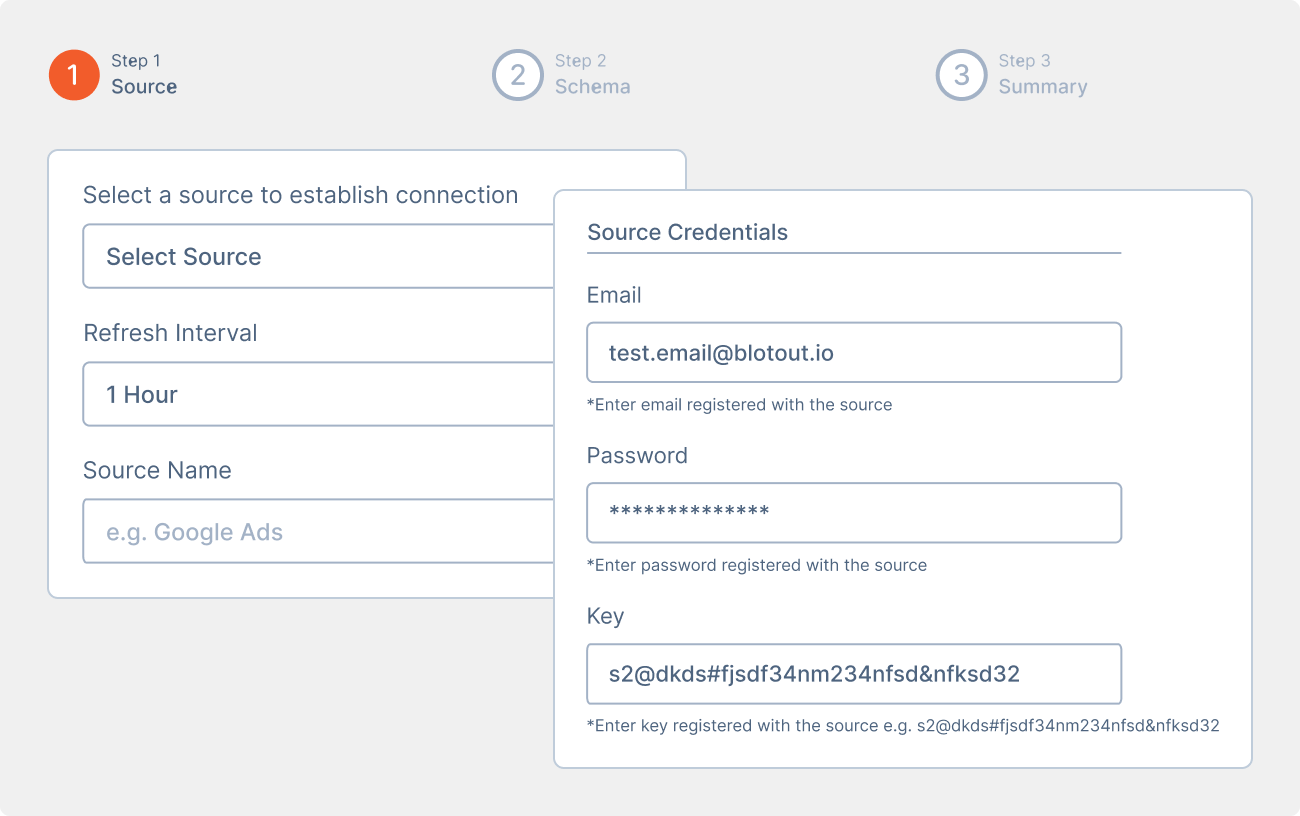 1
Step 1
Source
2
Step 2
Schema
3
Step 3
Summary
Select a source to establish connection
Select Source
Refresh Interval
1 Hour
Source Name
e.g. Google Ads
Source Credentials
Email
test.email@blotout.io
*Enter email registered with the source
Password
**************
*Enter password registered with the source
Key
s2@dkds#fjsdf34nm234nfsd&nfksd32
*Enter key registered with the source e.g. s2@dkds#fjsdf34nm234nfsd&nfksd32